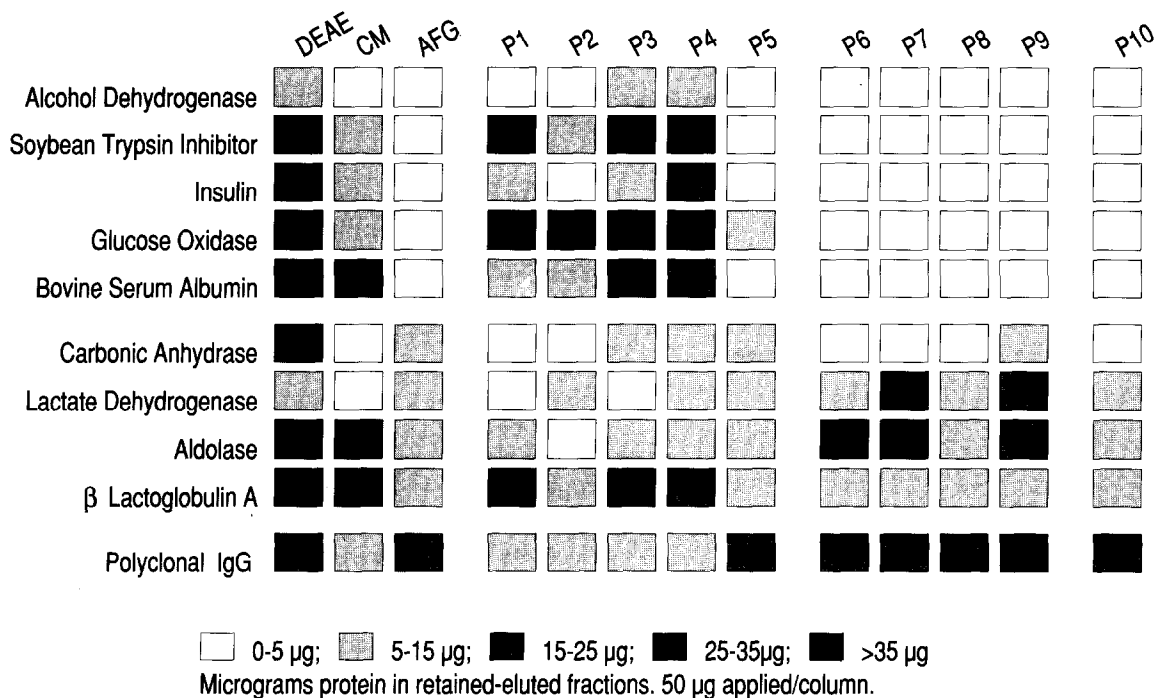 DEAE CM AFG P1 P2 P3 P4 P5 P6 P7 P8 P9 P10
Alcohol Dehydrogenase
Soybean Trypsin Inhibitor
Insulin
Glucose Oxidase
Bovine Serum Albumin
Carbonic Anhydrase
Lactate Dehydrogenase
Aldolase
β Lactoglobulin A
Polyclonal IgG
0-5 µg; 5-15 µg; 15-25 µg; 25-35µg; >35 µg
Micrograms protein in retained-eluted fractions. 50 µg applied/column.